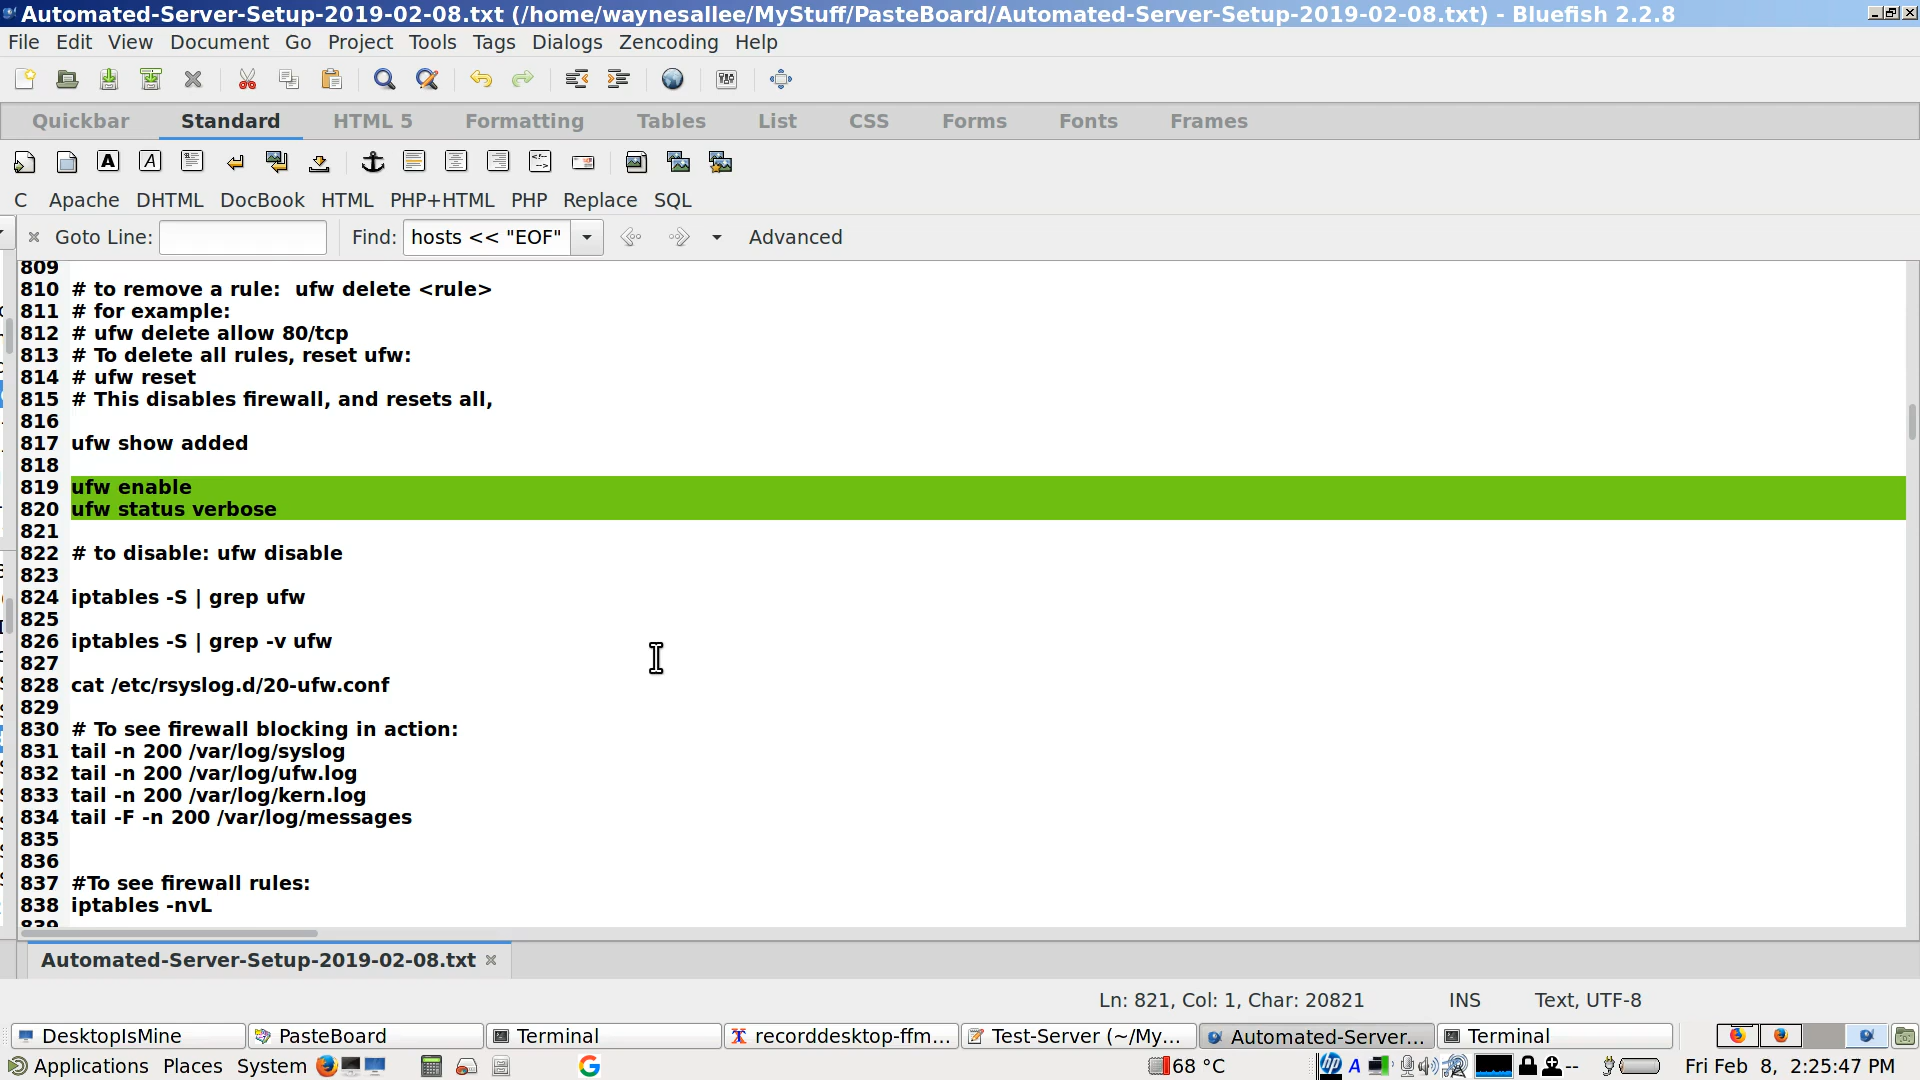 Automated-Server-Setup-2019-02-08.txt (/home/waynesallee/MyStuff/PasteBoard/Automated-Server-Setup-2019-02-08.txt) - Bluefish 2.2.8
File Edit View Document Go Project Tools Tags Dialogs Zencoding Help
Quickbar Standard HTML 5 Formatting Tables List CSS Forms Fonts Frames
C Apache DHTML DocBook HTML PHP+HTML PHP Replace SQL
Goto Line: Find: hosts << "EOF" Advanced
809
810 # to remove a rule:  ufw delete <rule>
811 # for example:
812 # ufw delete allow 80/tcp
813 # To delete all rules, reset ufw:
814 # ufw reset
815 # This disables firewall, and resets all,
816
817 ufw show added
818
819 ufw enable
820 ufw status verbose
821
822 # to disable: ufw disable
823
824 iptables -S | grep ufw
825
826 iptables -S | grep -v ufw
827
828 cat /etc/rsyslog.d/20-ufw.conf
829
830 # To see firewall blocking in action:
831 tail -n 200 /var/log/syslog
832 tail -n 200 /var/log/ufw.log
833 tail -n 200 /var/log/kern.log
834 tail -F -n 200 /var/log/messages
835
836
837 #To see firewall rules:
838 iptables -nvL
839
Automated-Server-Setup-2019-02-08.txt
Ln: 821, Col: 1, Char: 20821 INS Text, UTF-8
DesktopIsMine PasteBoard Terminal recorddesktop-ffm... Test-Server (~/My... Automated-Server... Terminal
Applications Places System 68 °C -- Fri Feb  8,  2:25:47 PM